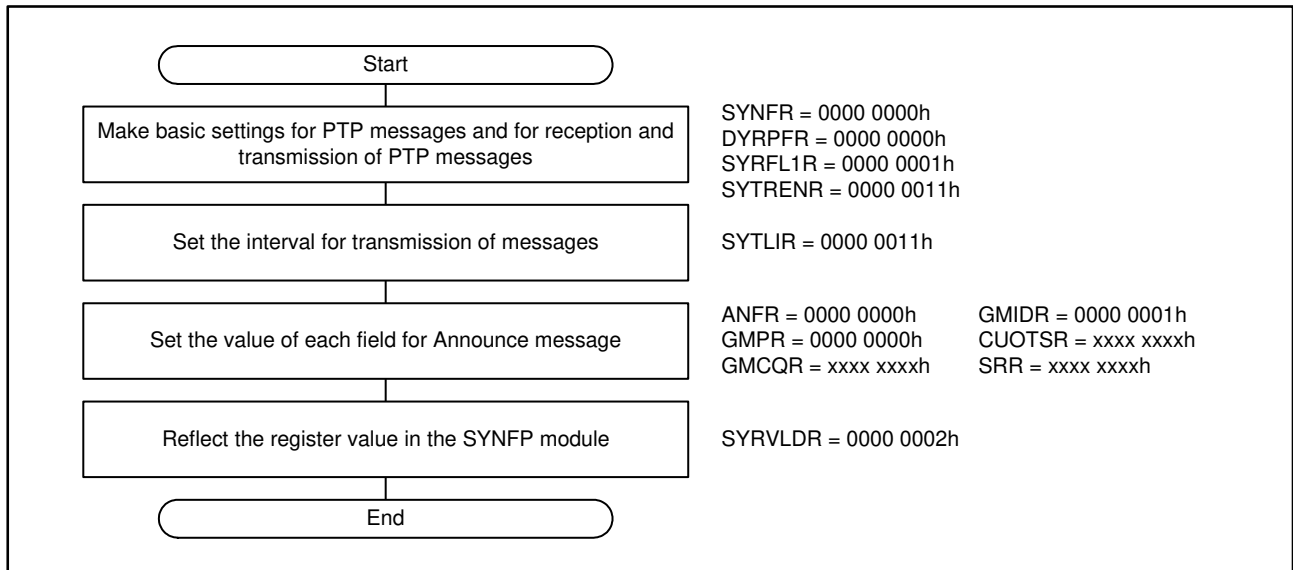 Start
Make basic settings for PTP messages and for reception and
transmission of PTP messages
SYNFR = 0000 0000h
DYRPFR = 0000 0000h
SYRFL1R = 0000 0001h
SYTRENR = 0000 0011h
Set the interval for transmission of messages
SYTLIR = 0000 0011h
Set the value of each field for Announce message
ANFR = 0000 0000h GMIDR = 0000 0001h
GMPR = 0000 0000h CUOTSR = xxxx xxxxh
GMCQR = xxxx xxxxh SRR = xxxx xxxxh
Reflect the register value in the SYNFP module
SYRVLDR = 0000 0002h
End